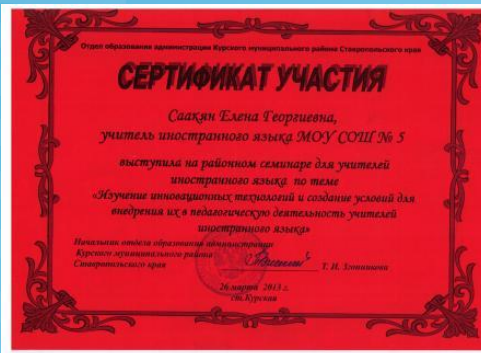 Отдел образования администрации Курского муниципального района Ставропольского края
СЕРТИФИКАТ УЧАСТИЯ
Саакян Елена Георгиевна,
учитель иностранного языка МОУ СОШ № 5
выступила на районном семинаре для учителей
иностранного языка по теме
«Изучение инновационных технологий и создание условий для
внедрения их в педагогическую деятельность учителей
иностранного языка»
Начальник отдела образования администрации
Курского муниципального района
Ставропольского края
26 марта 2013 г.
ст. Курская